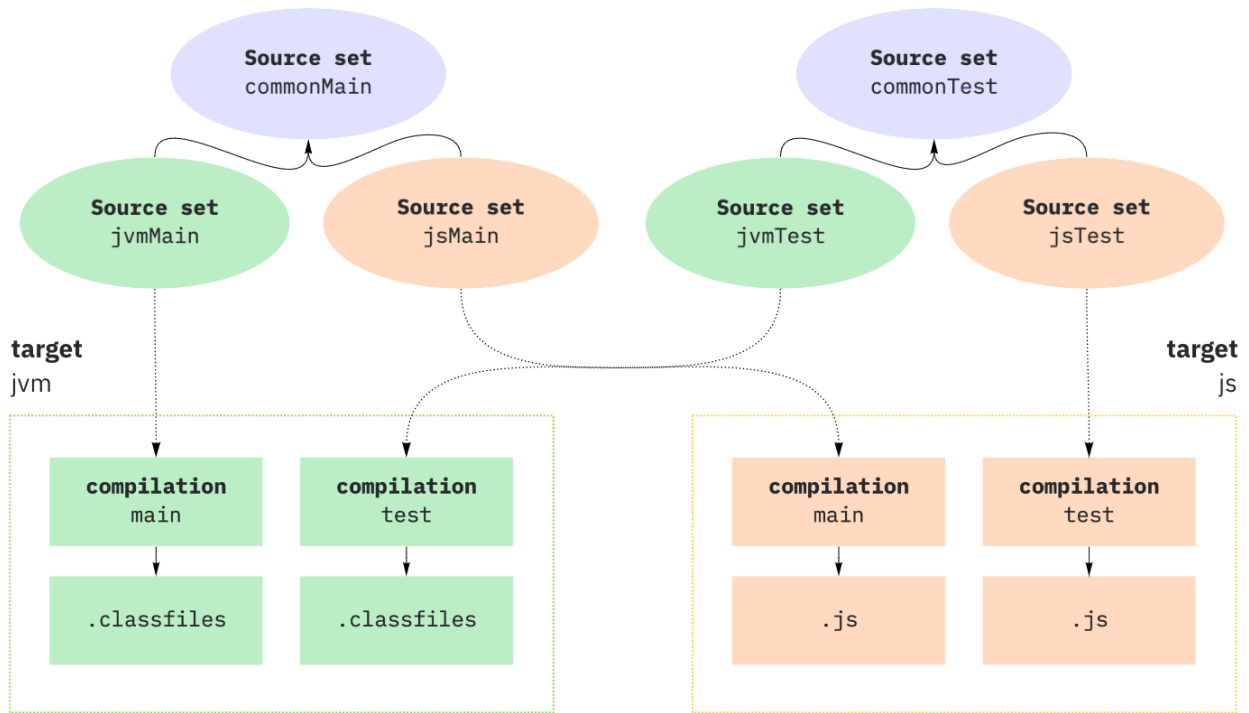 Source set
commonMain
Source set
commonTest
Source set
jvmMain
Source set
jsMain
Source set
jvmTest
Source set
jsTest
target
jvm
target
js
compilation
main
compilation
test
compilation
main
compilation
test
.classfiles
.classfiles
.js
.js